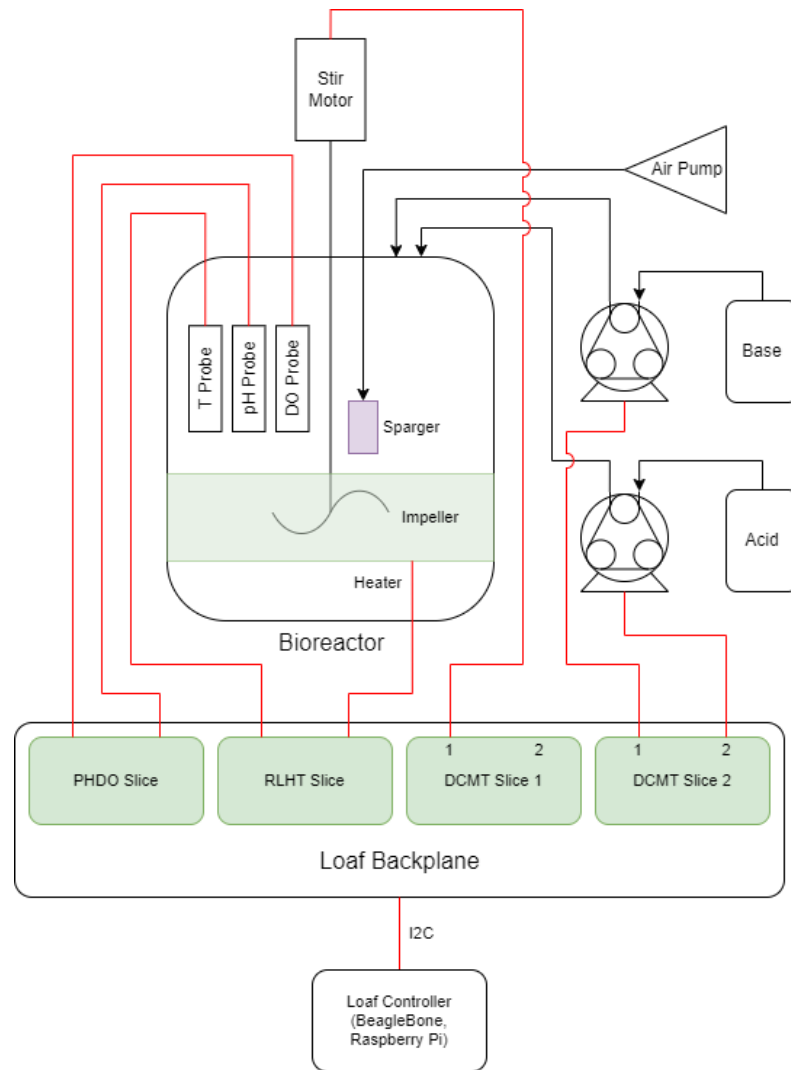 Stir
Motor
Air Pump
T Probe
pH Probe
DO Probe
Base
Sparger
Impeller
Acid
Heater
Bioreactor
1
2
1
2
PHDO Slice
RLHT Slice
DCMT Slice 1
DCMT Slice 2
Loaf Backplane
I2C
Loaf Controller
(BeagleBone,
Raspberry Pi)